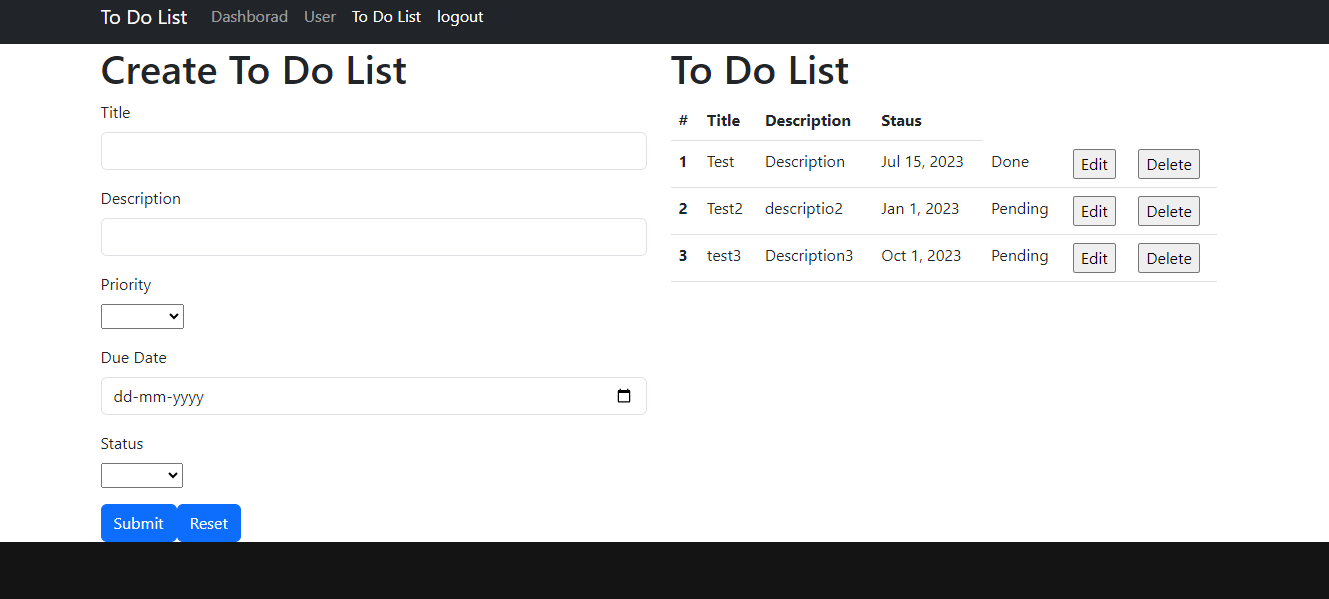 To Do List Dashborad User To Do List logout
Create To Do List
Title
Description
Priority
Due Date
dd-mm-yyyy
Status
Submit Reset
To Do List
# Title Description Staus
1 Test Description Jul 15, 2023 Done Edit Delete
2 Test2 descriptio2 Jan 1, 2023 Pending Edit Delete
3 test3 Description3 Oct 1, 2023 Pending Edit Delete